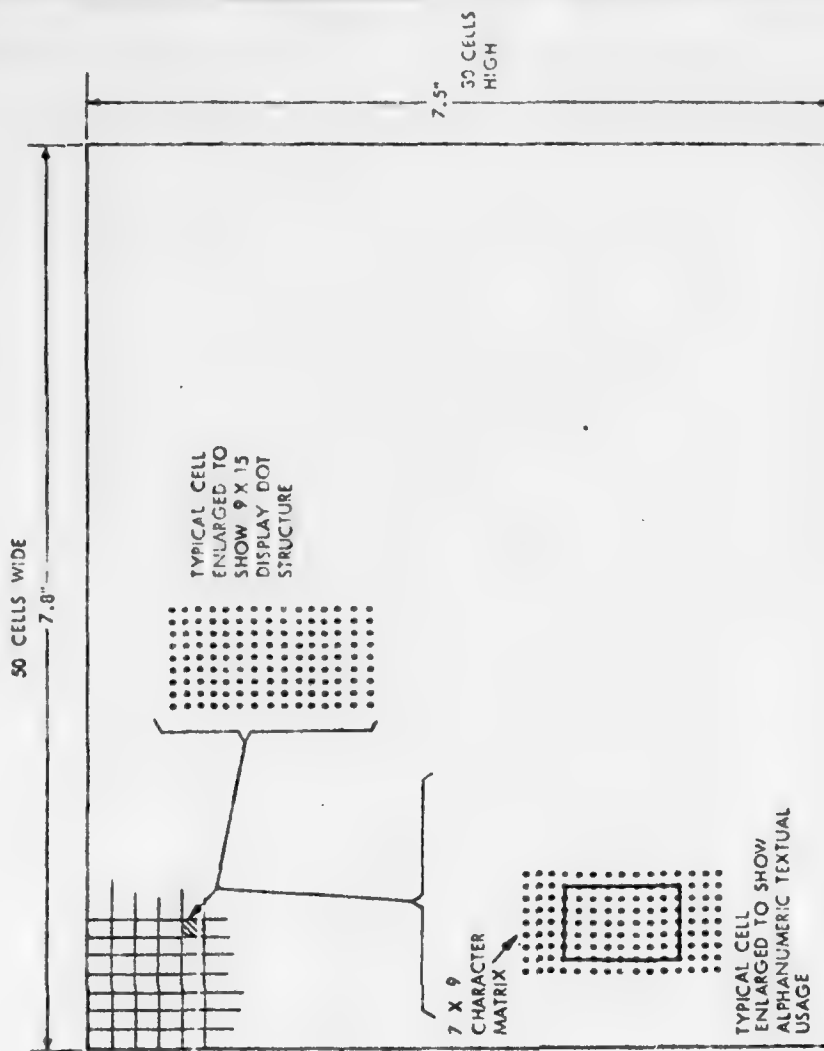 50 CELLS WIDE
7.8"
7.5"
30 CELLS
HIGH
TYPICAL CELL
ENLARGED TO
SHOW 9 X 15
DISPLAY DOT
STRUCTURE
7 X 9
CHARACTER
MATRIX
TYPICAL CELL
ENLARGED TO SHOW
ALPHANUMERIC TEXTUAL
USAGE